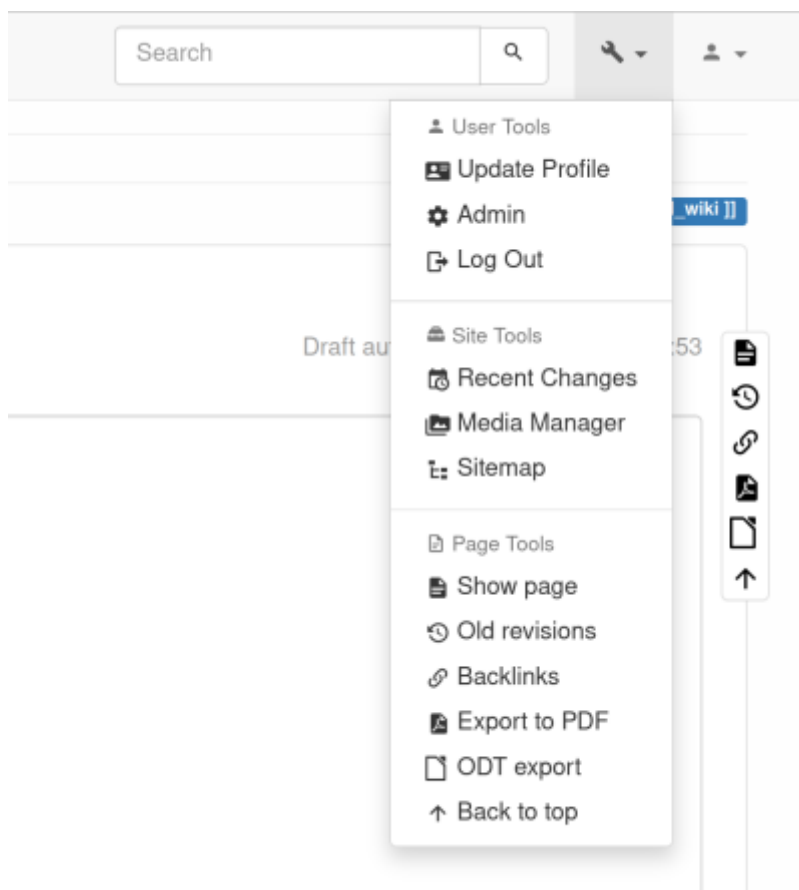 Search
User Tools
Update Profile
Admin
_wiki ]]
Log Out
Site Tools
Draft au
:53
Recent Changes
Media Manager
Sitemap
Page Tools
Show page
Old revisions
Backlinks
Export to PDF
ODT export
Back to top